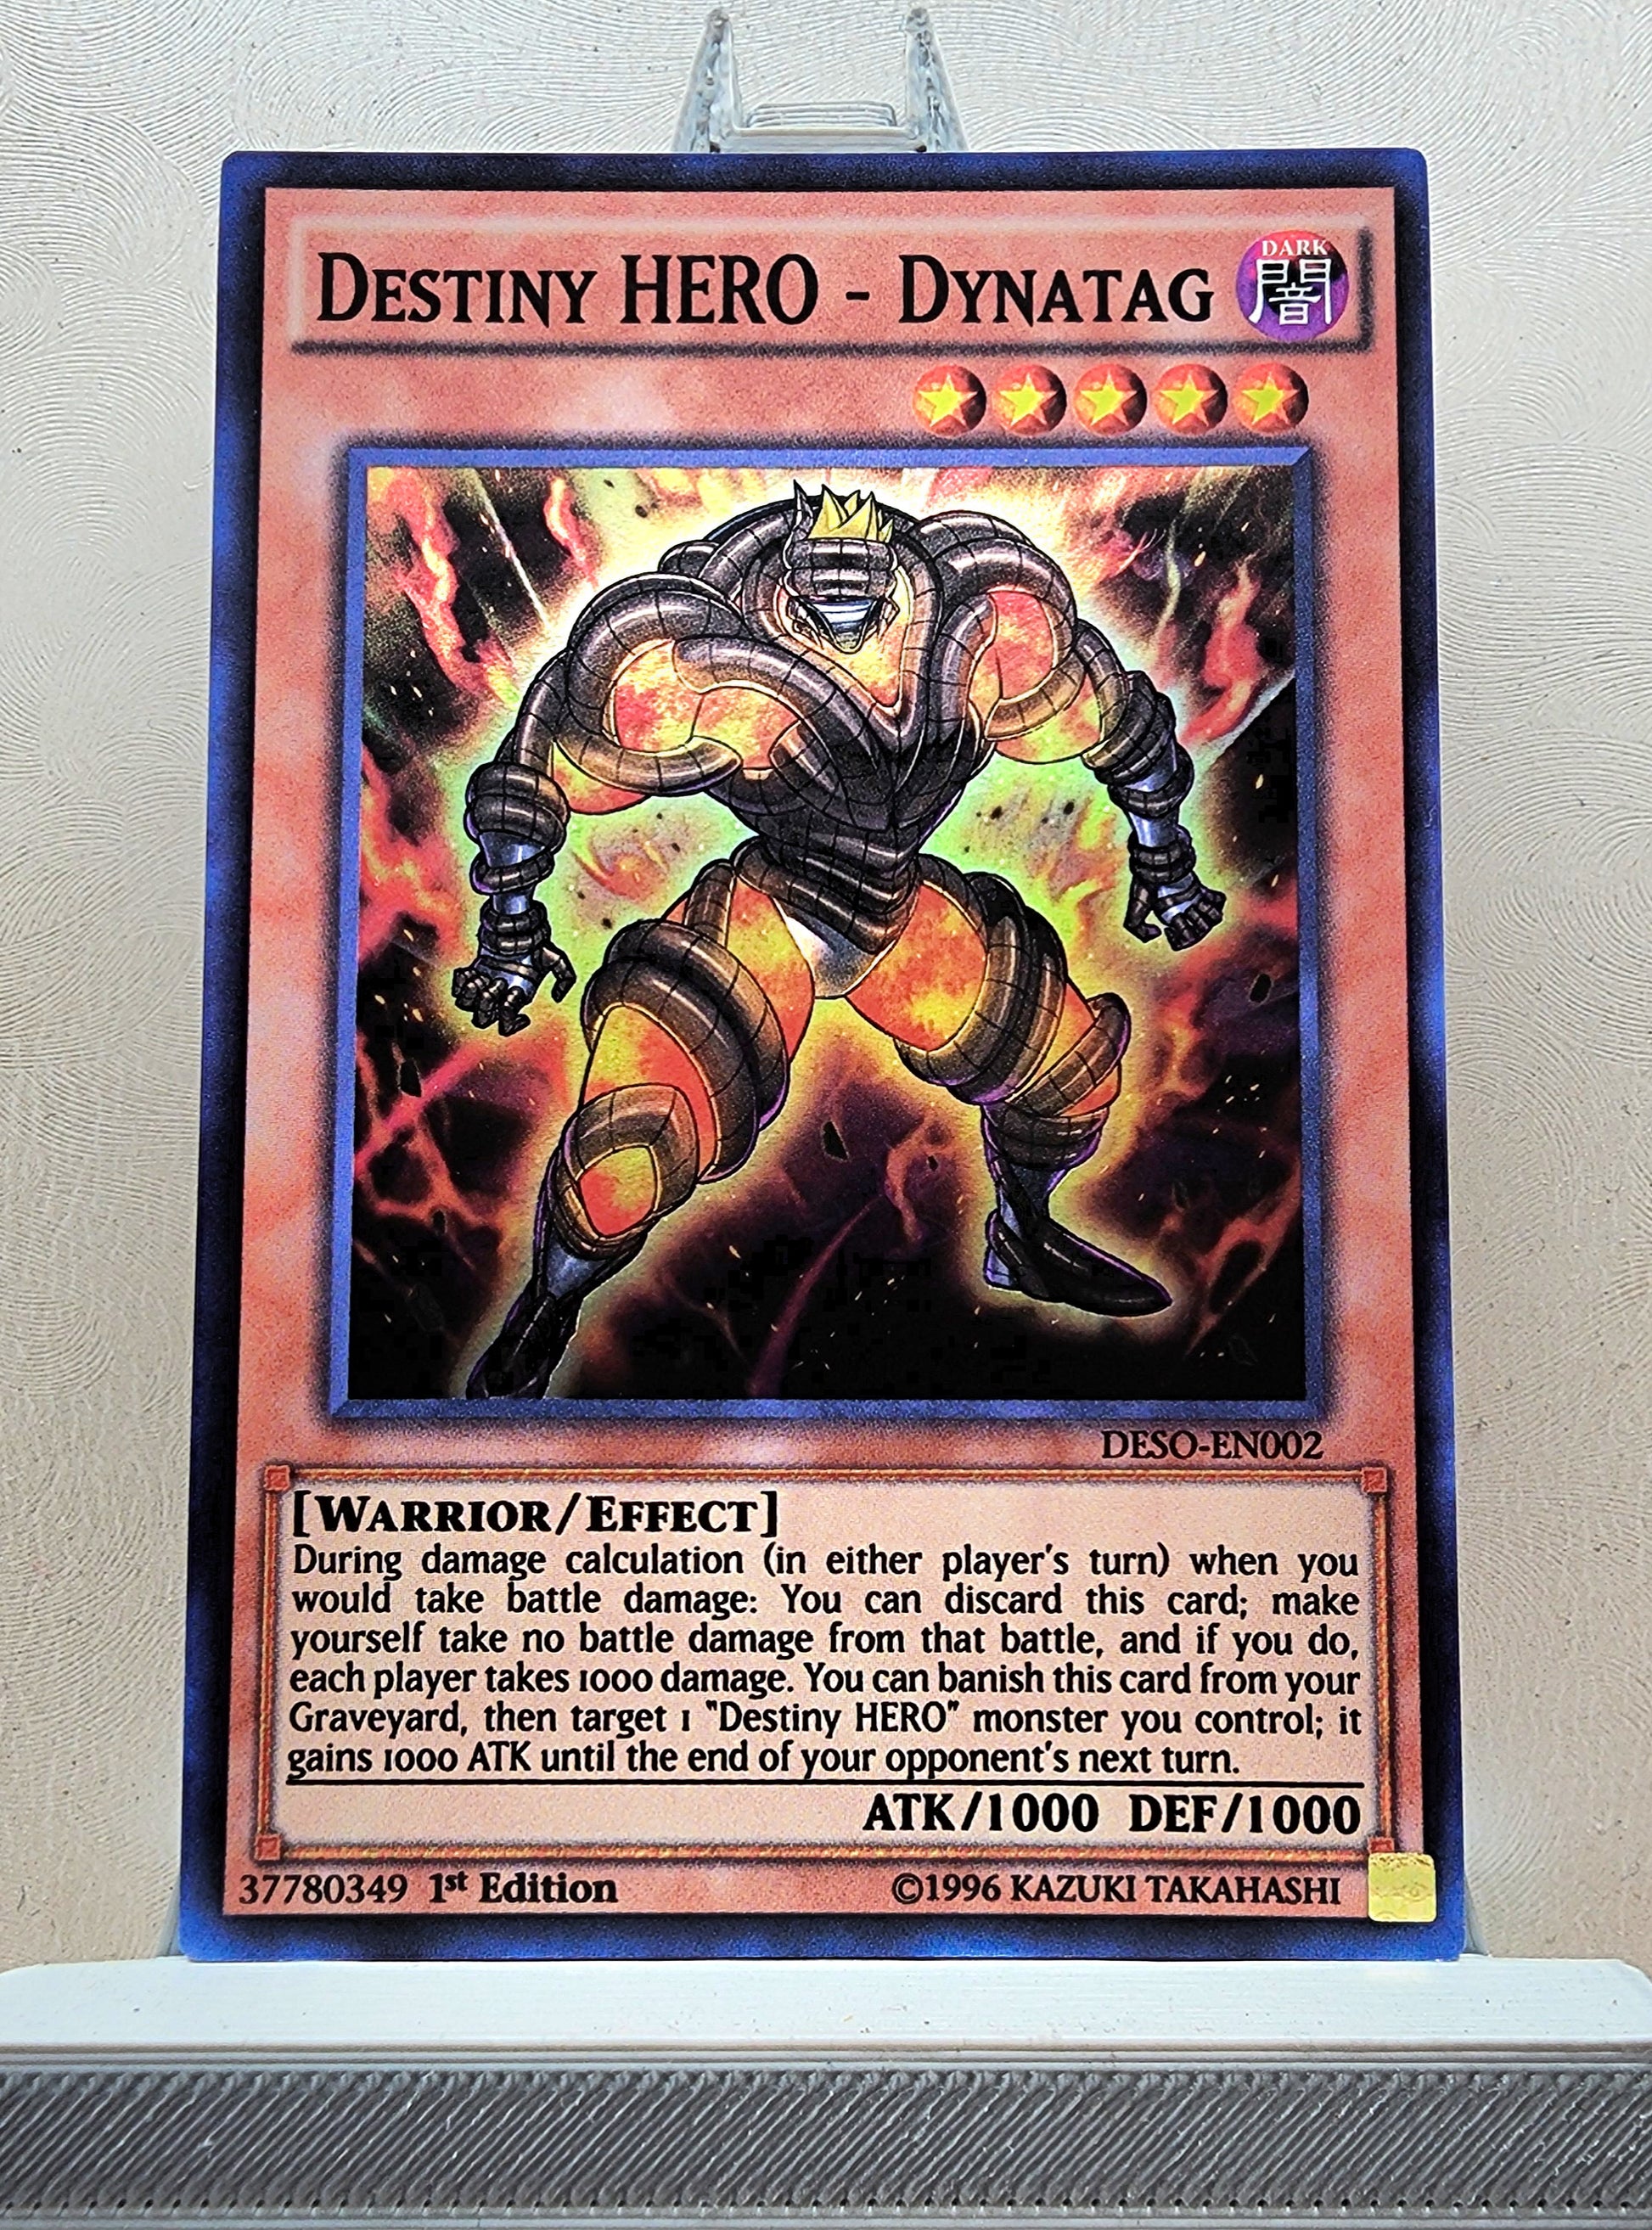 DESTINY HERO - DYNATAG
DARK
闇
DESO-EN002
[WARRIOR/EFFECT]
During damage calculation (in either player's turn) when you
would take battle damage: You can discard this card; make
yourself take no battle damage from that battle, and if you do,
each player takes 1000 damage. You can banish this card from your
Graveyard, then target 1 "Destiny HERO" monster you control; it
gains 1000 ATK until the end of your opponent's next turn.
ATK/1000 DEF/1000
37780349 1st Edition ©1996 KAZUKI TAKAHASHI